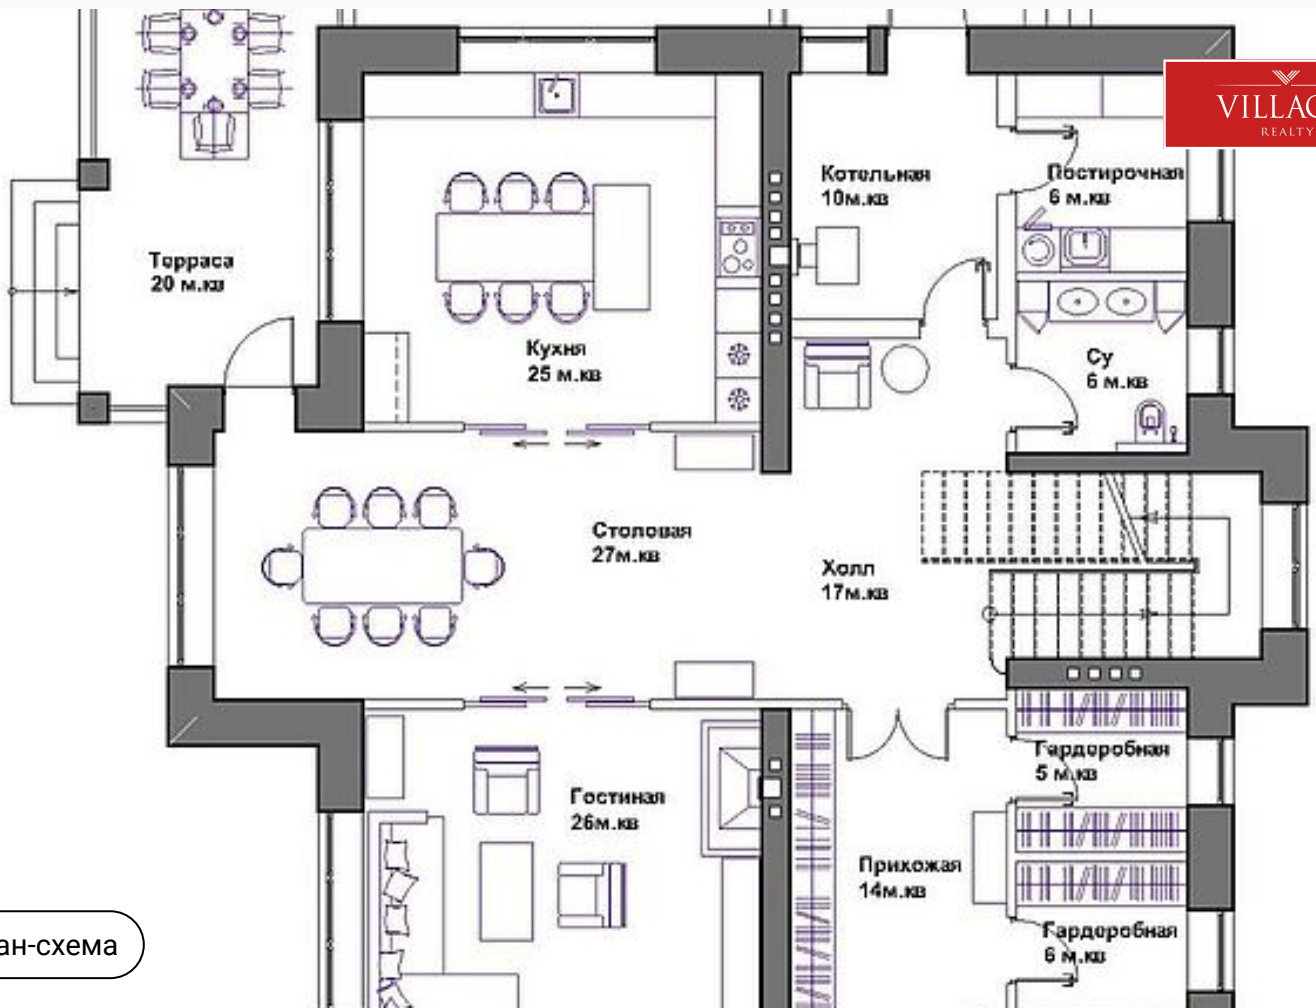 VILLAG
REALTY
Котельная
10м.кв
Постирочная
6 м.кв
Терраса
20 м.кв
Кухня
25 м.кв
Су
6 м.кв
Столовая
27м.кв
Холл
17м.кв
Гардеробная
5 м.кв
Гостиная
26м.кв
Прихожая
14м.кв
Гардеробная
6 м.кв
ан-схема